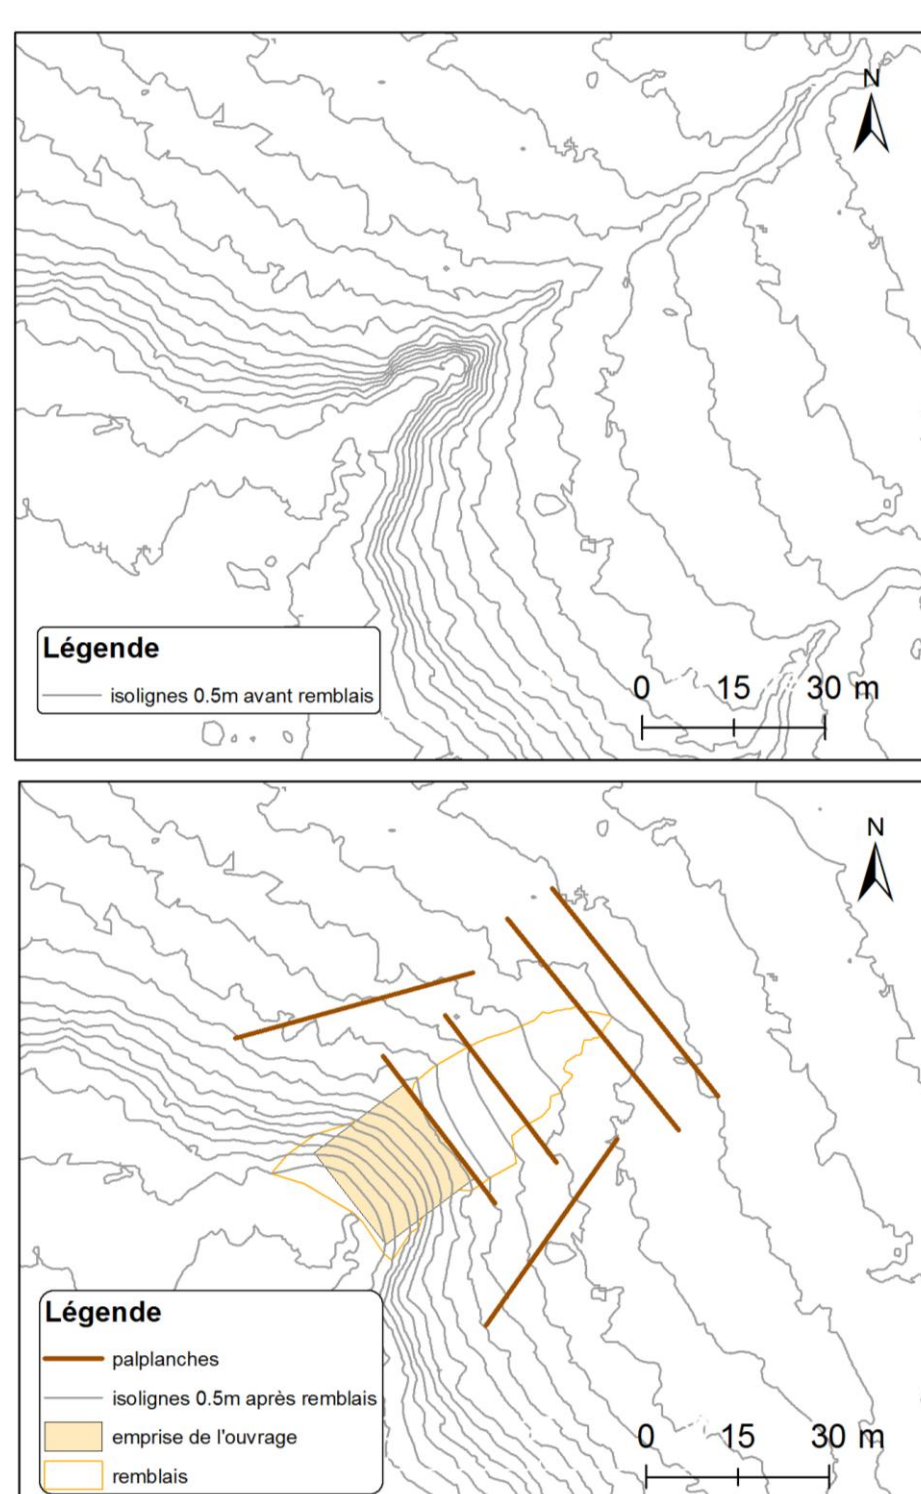 N
Légende
isolignes 0.5m avant remblais
0 15 30 m
N
Légende
palplanches
isolignes 0.5m après remblais
emprise de l'ouvrage
remblais
0 15 30 m